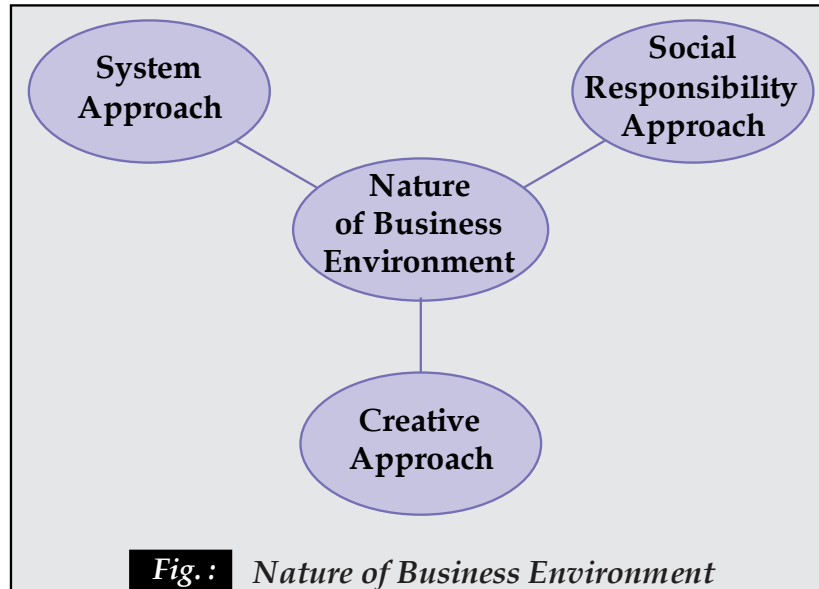 System
Approach
Social
Responsibility
Approach
Nature
of Business
Environment
Creative
Approach
Fig. : Nature of Business Environment